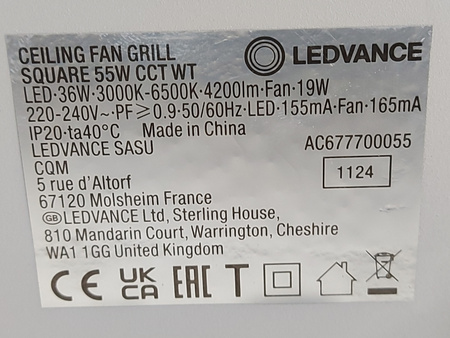 CEILING FAN GRILL
SQUARE 55W CCT WT
LEDVANCE
LED·36W·3000K-6500K·4200lm·Fan·19W
220-240V~·PF≥0.9·50/60Hz·LED·155mA·Fan·165mA
IP20·ta40°C Made in China
LEDVANCE SASU
AC677700055
CQM
1124
5 rue d'Altorf
67120 Molsheim France
GB LEDVANCE Ltd, Sterling House,
810 Mandarin Court, Warrington, Cheshire
WA1 1GG United Kingdom
CE UK CA EAC T